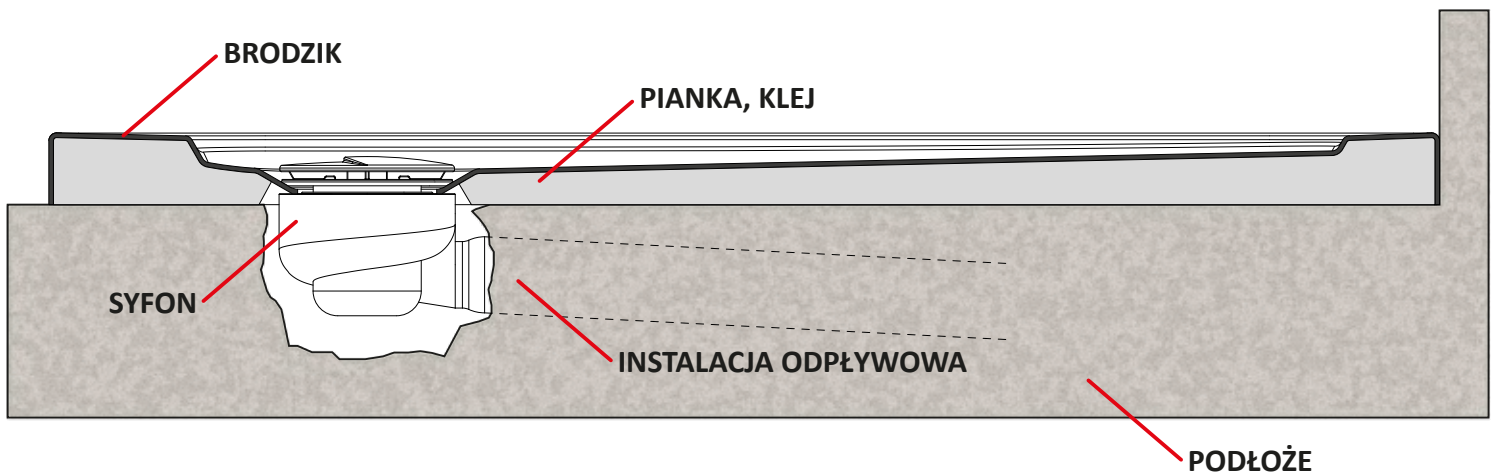 BRODZIK
PIANKA, KLEJ
SYFON
INSTALACJA ODPŁYWOWA
PODŁOŻE